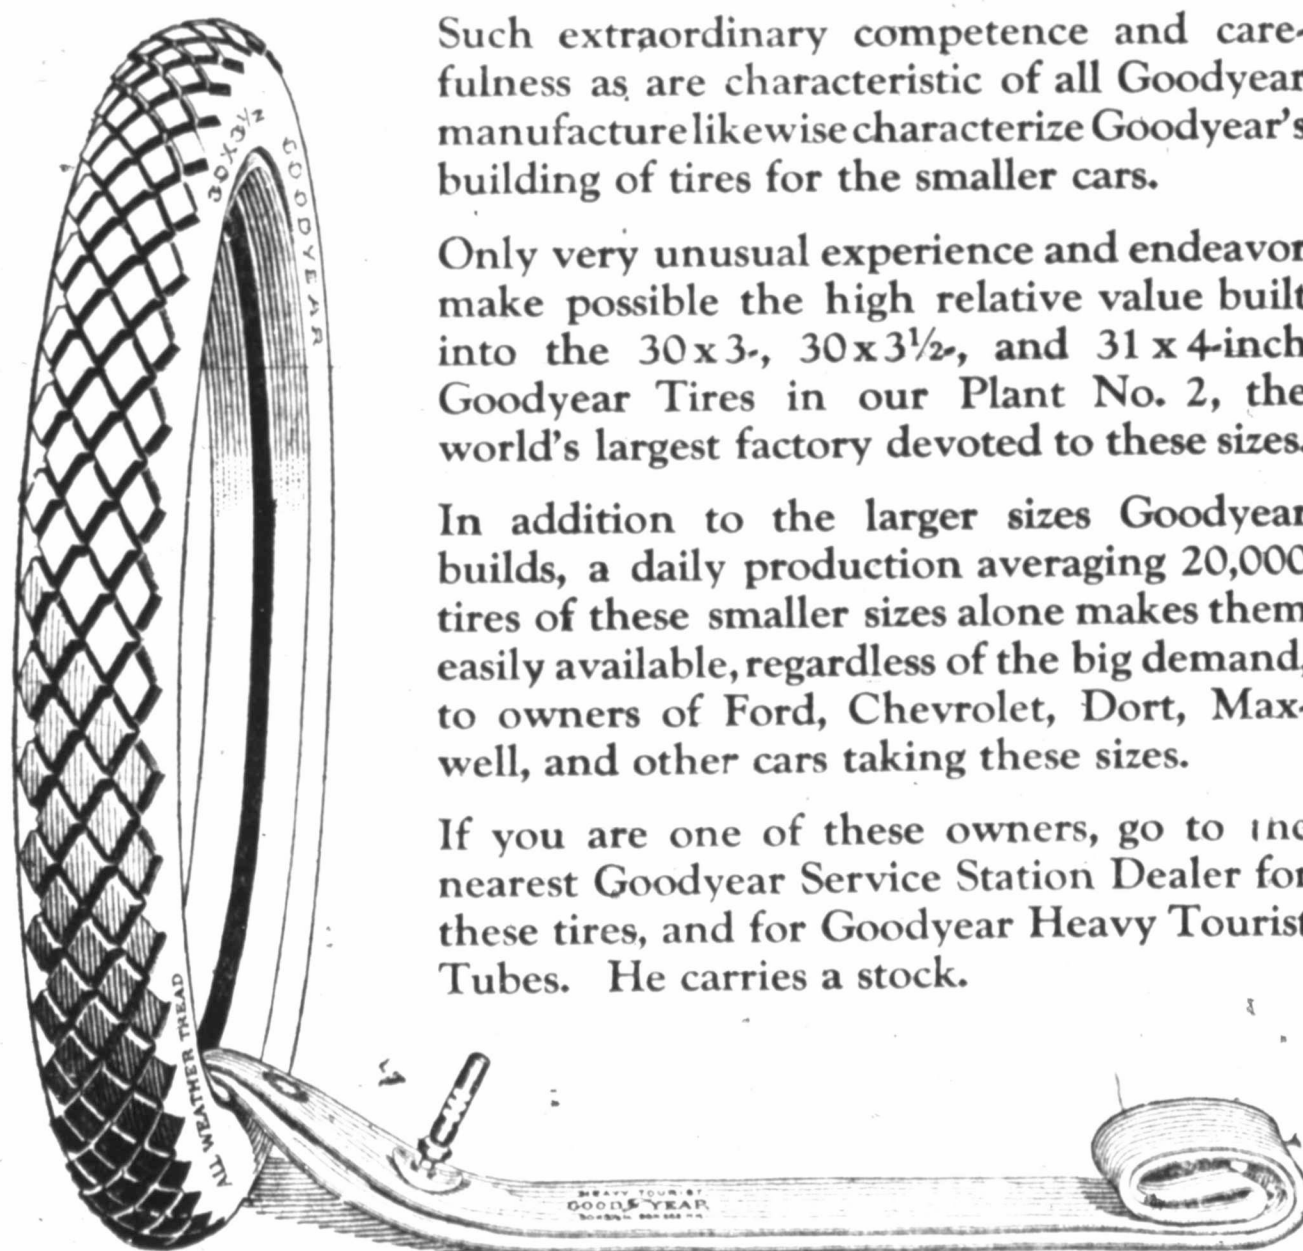 Such extraordinary competence and care-
fulness as are characteristic of all Goodyear
manufacture likewise characterize Goodyear's
building of tires for the smaller cars.
Only very unusual experience and endeavor
make possible the high relative value built
into the 30x3-, 30x3½-, and 31x4-inch
Goodyear Tires in our Plant No. 2, the
world's largest factory devoted to these sizes.
In addition to the larger sizes Goodyear
builds, a daily production averaging 20,000
tires of these smaller sizes alone makes them
easily available, regardless of the big demand,
to owners of Ford, Chevrolet, Dort, Max-
well, and other cars taking these sizes.
If you are one of these owners, go to the
nearest Goodyear Service Station Dealer for
these tires, and for Goodyear Heavy Tourist
Tubes. He carries a stock.
30X3½
GOODYEAR
ALL WEATHER TREAD
HEAVY TOURIST
GOODYEAR